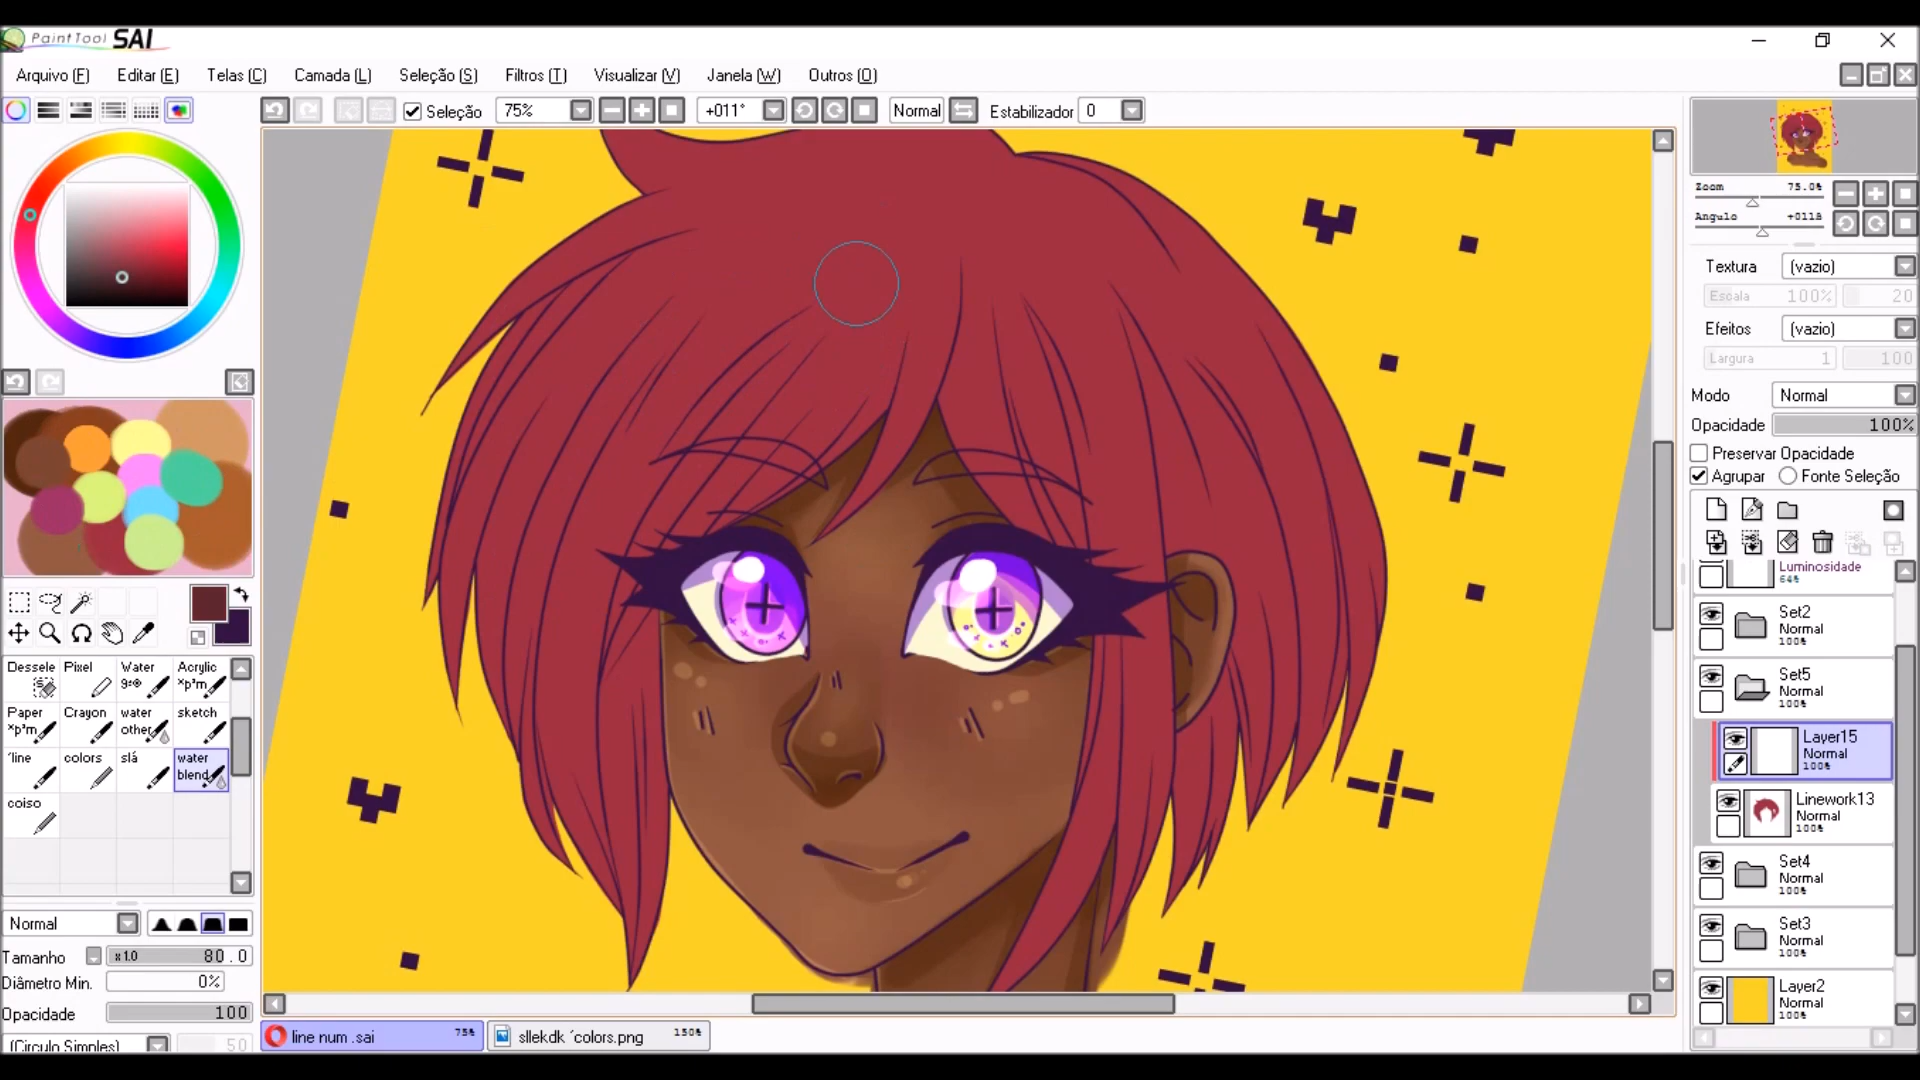 PaintTool SAI
Arquivo (F) Editar (E) Telas (C) Camada (L) Seleção (S) Filtros (T) Visualizar (V) Janela (W) Outros (O)
Seleção 75% +011° Normal Estabilizador 0
Zoom 75.0%
Angulo +011ä
Textura (vazio)
Escala 100% 20
Efeitos (vazio)
Largura 1 100
Modo Normal
Opacidade 100%
Preservar Opacidade
Agrupar Fonte Seleção
Luminosidade
64%
Set2
Normal
100%
Set5
Normal
100%
Layer15
Normal
100%
Linework13
Normal
100%
Set4
Normal
100%
Set3
Normal
100%
Layer2
Normal
100%
Dessele Pixel Water Acrylic
Paper Crayon water other sketch
´line colors slá water blend
coiso
Normal
Tamanho x1.0 80.0
Diâmetro Min. 0%
Opacidade 100
(Circulo Simples) 50
line num .sai 75%
sllekdk ´colors.png 150%